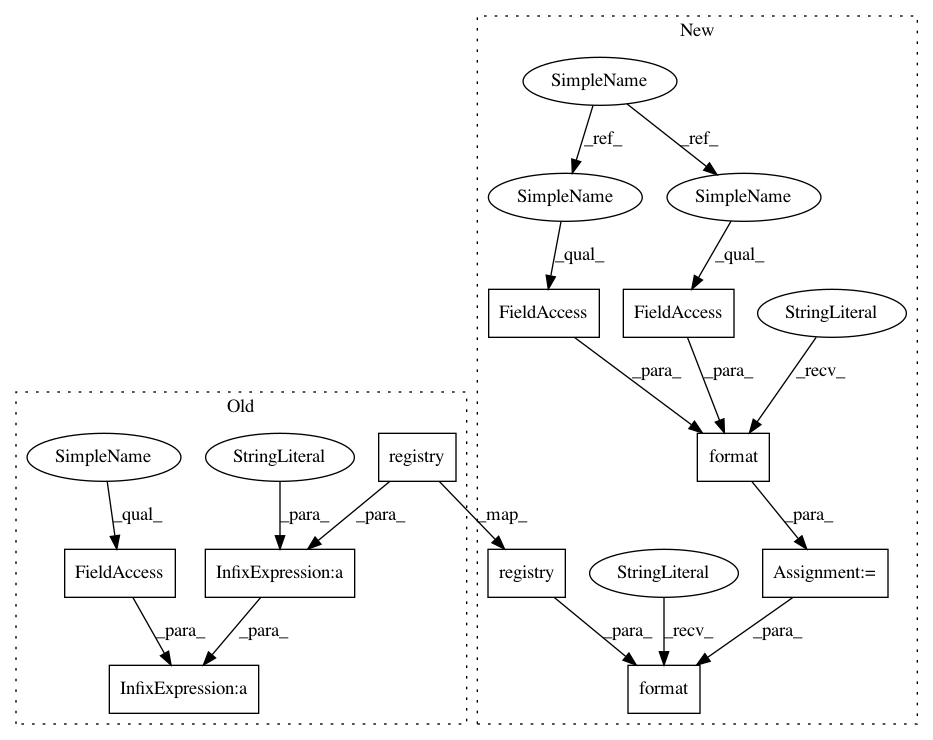 New
SimpleName
_ref_ _ref_
SimpleName SimpleName
_qual_ _qual_
FieldAccess FieldAccess StringLiteral
_para_ _para_ _recv_
Old
SimpleName StringLiteral registry format
_qual_ _para_ _para_ _map_ _para_
FieldAccess InfixExpression:a registry StringLiteral Assignment:=
_para_ _para_ _para_ _recv_ _para_
InfixExpression:a format